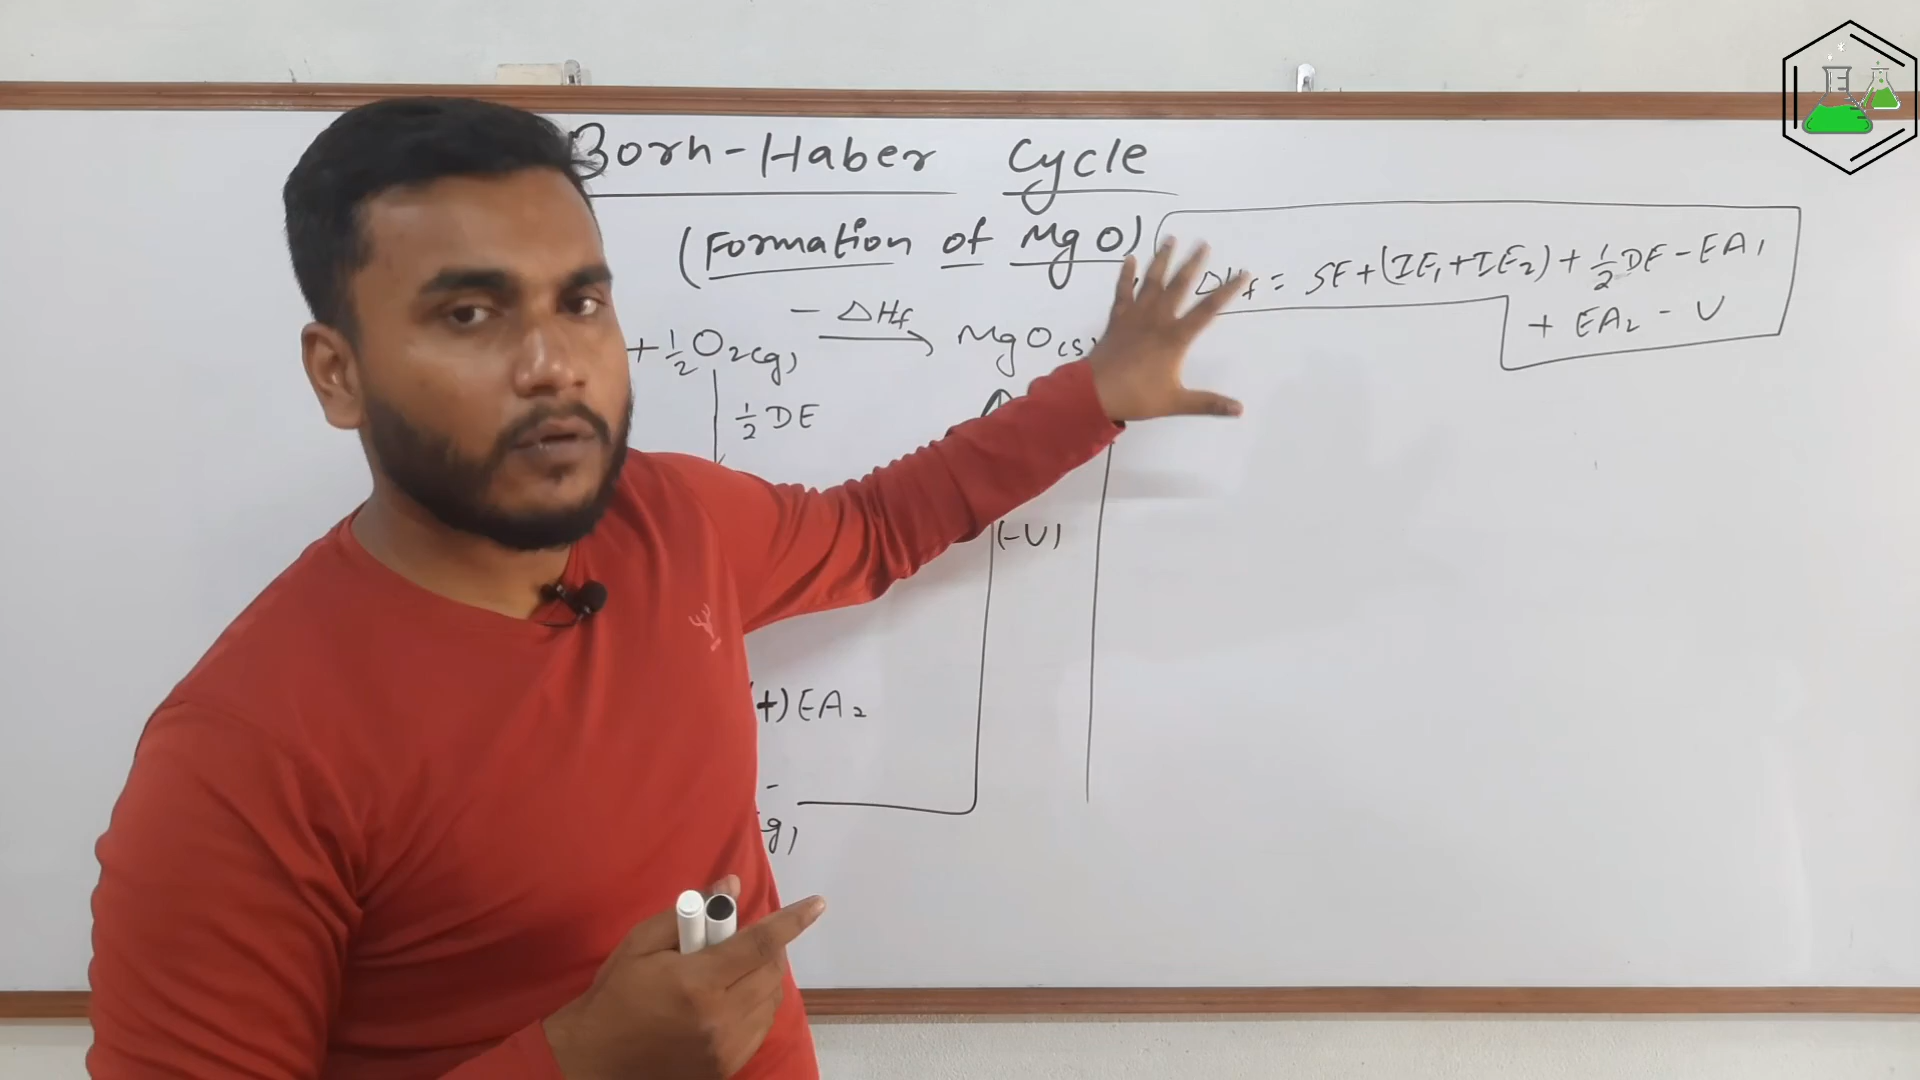 Born-Haber Cycle
(Formation of MgO)
ΔHf = SE + (IE₁ + IE₂) + ½ DE - EA₁
+ EA₂ - U
+ ½ O₂(g) - ΔHf → MgO(s)
½ DE
(-U)
(+) EA₂
-
(g)